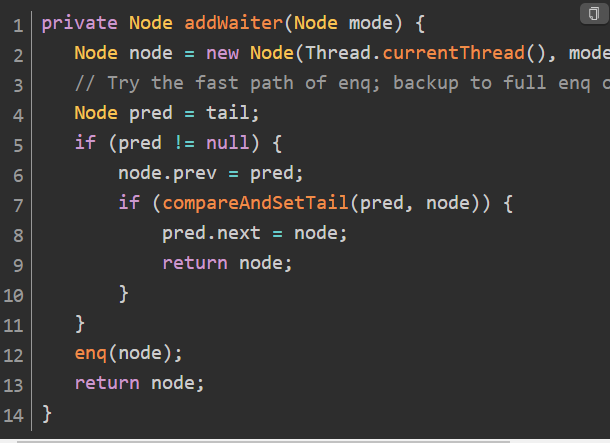 1 private Node addWaiter(Node mode) {
2 Node node = new Node(Thread.currentThread(), mode
3 // Try the fast path of enq; backup to full enq
4 Node pred = tail;
5 if (pred != null) {
6 node.prev = pred;
7 if (compareAndSetTail(pred, node)) {
8 pred.next = node;
9 return node;
10 }
11 }
12 enq(node);
13 return node;
14 }